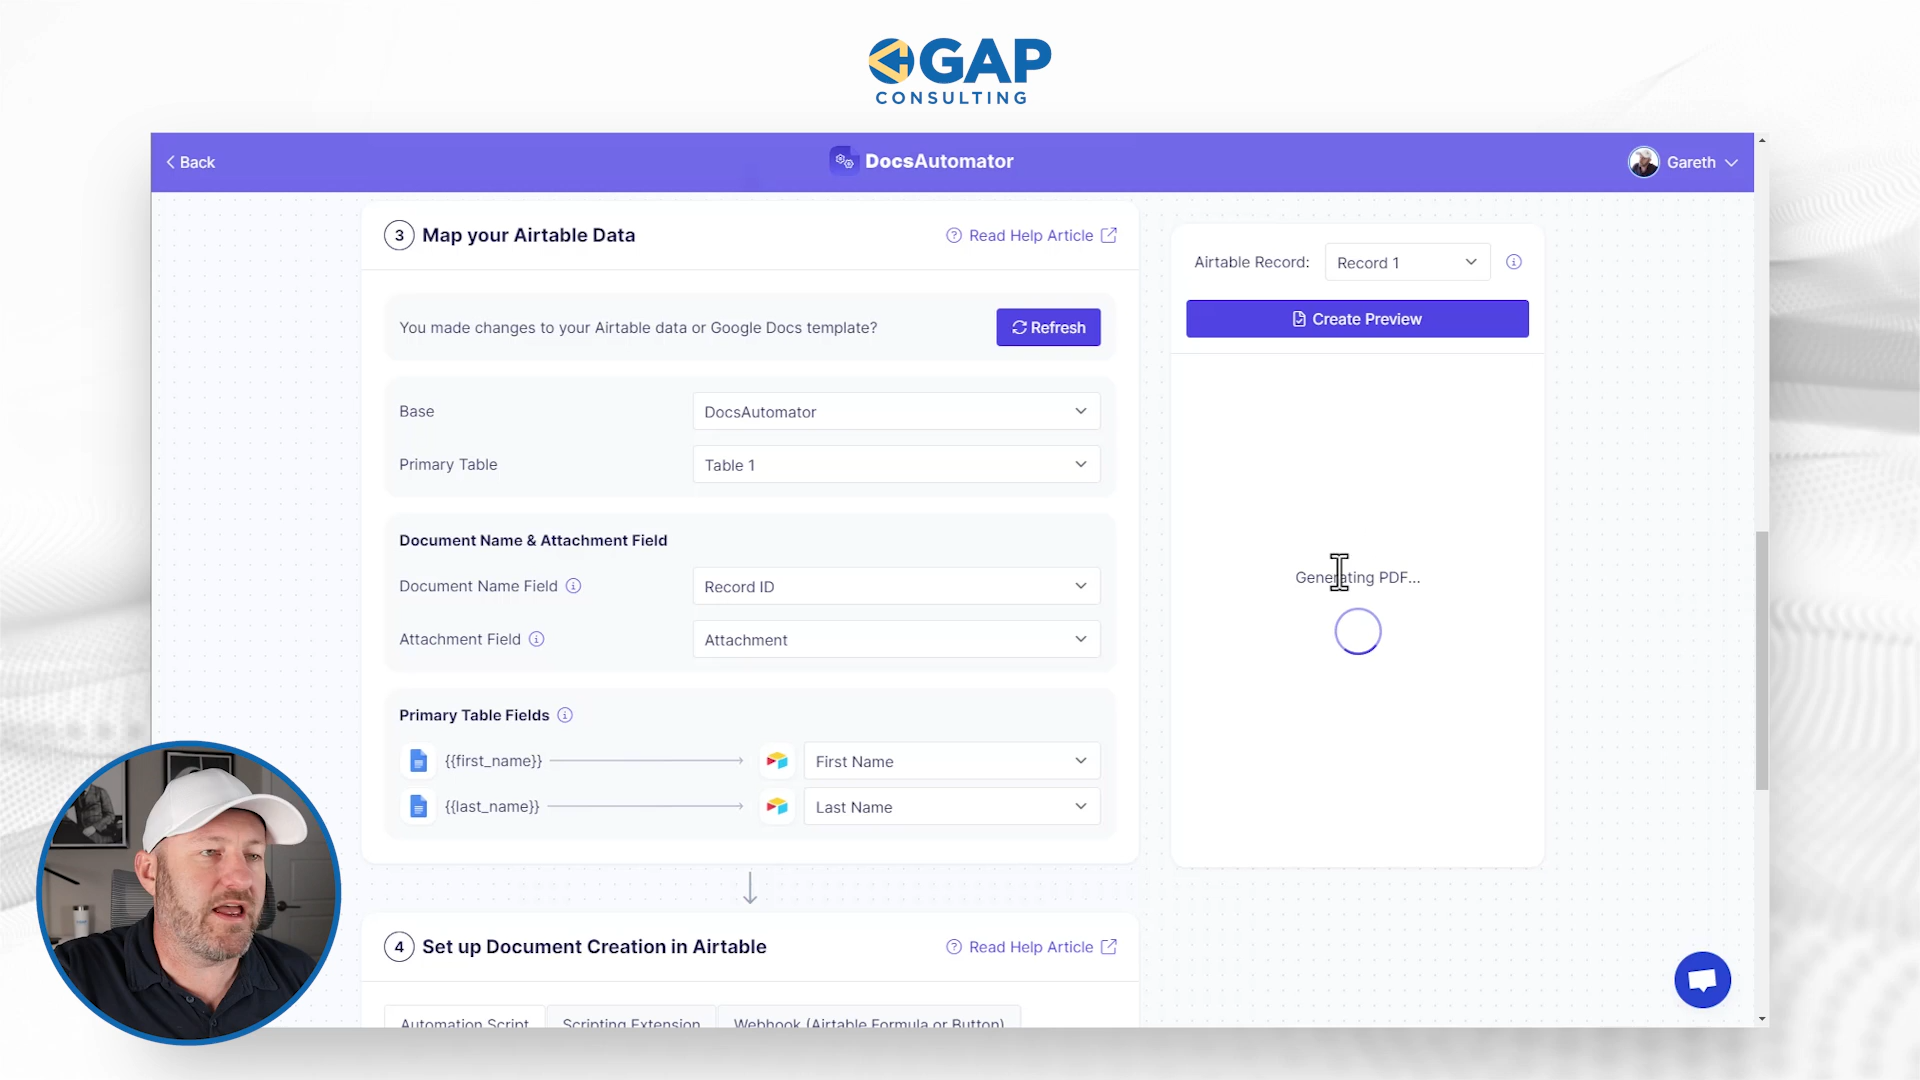 GAP
CONSULTING
Back
DocsAutomator
Gareth
3 Map your Airtable Data
Read Help Article
You made changes to your Airtable data or Google Docs template?
Refresh
Base
DocsAutomator
Primary Table
Table 1
Document Name & Attachment Field
Document Name Field
Record ID
Attachment Field
Attachment
Primary Table Fields
{{first_name}}
First Name
{{last_name}}
Last Name
4 Set up Document Creation in Airtable
Read Help Article
Automation Script
Scripting Extension
Webhook (Airtable Formula or Button)
Airtable Record:
Record 1
Create Preview
Generating PDF...